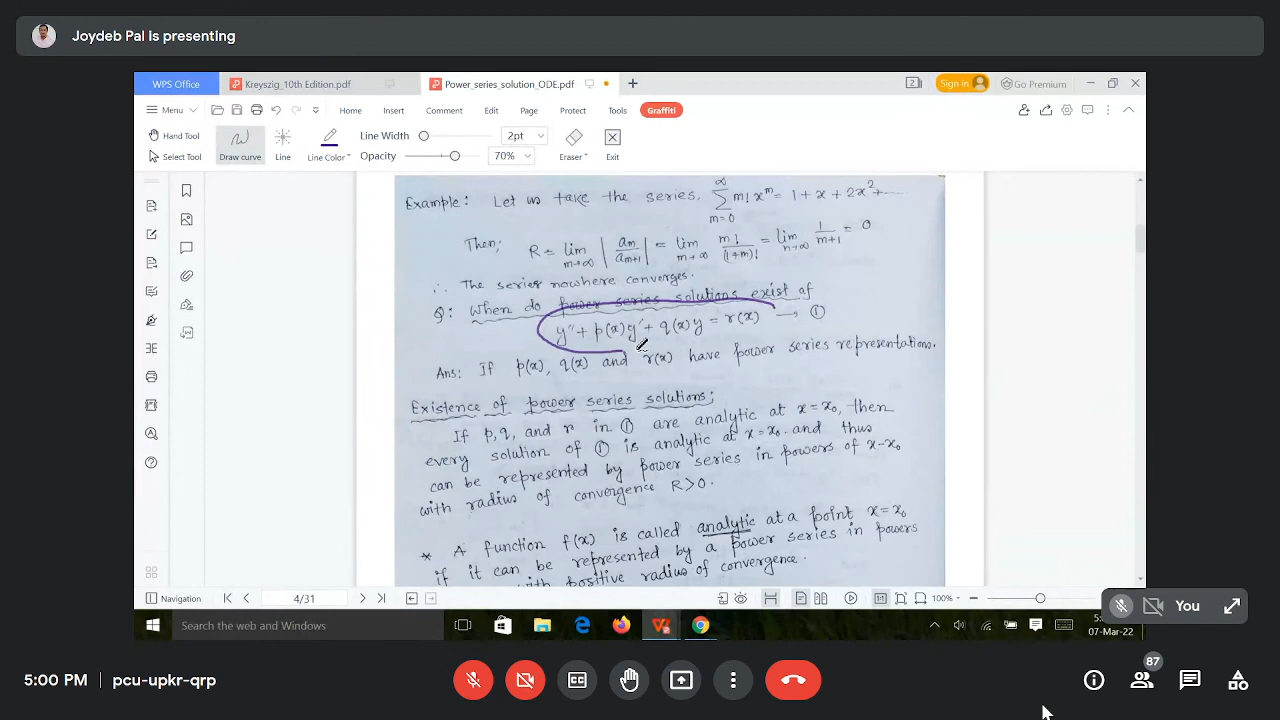 Joydeb Pal is presenting
WPS Office
Kreyszig_10th Edition.pdf
Power_series_solution_ODE.pdf
Sign in
Go Premium
Menu
Home
Insert
Comment
Edit
Page
Protect
Tools
Graffiti
Hand Tool
Select Tool
Draw curve
Line
Line Color
Line Width
2pt
Opacity
70%
Eraser
Exit
Example: Let us take the series, ∑_{m=0}^{∞} m! x^m = 1 + x + 2x² + ......
Then; R = lim_{m→∞} |a_m / a_{m+1}| = lim_{m→∞} m! / (1+m)! = lim_{n→∞} 1 / (m+1) = 0
∴ The series nowhere converges.
Q: When do power series solutions exist of
y'' + p(x)y' + q(x)y = r(x) → ①
Ans: If p(x), q(x) and r(x) have power series representations.
Existence of power series solutions;
If p, q, and r in ① are analytic at x = x₀, then
every solution of ① is analytic at x = x₀. and thus
can be represented by power series in powers of x-x₀
with radius of convergence R > 0.
* A function f(x) is called analytic at a point x = x₀
if it can be represented by a power series in powers
with positive radius of convergence.
Navigation
4/31
100%
You
Search the web and Windows
07-Mar-22
5:00 PM | pcu-upkr-qrp
87